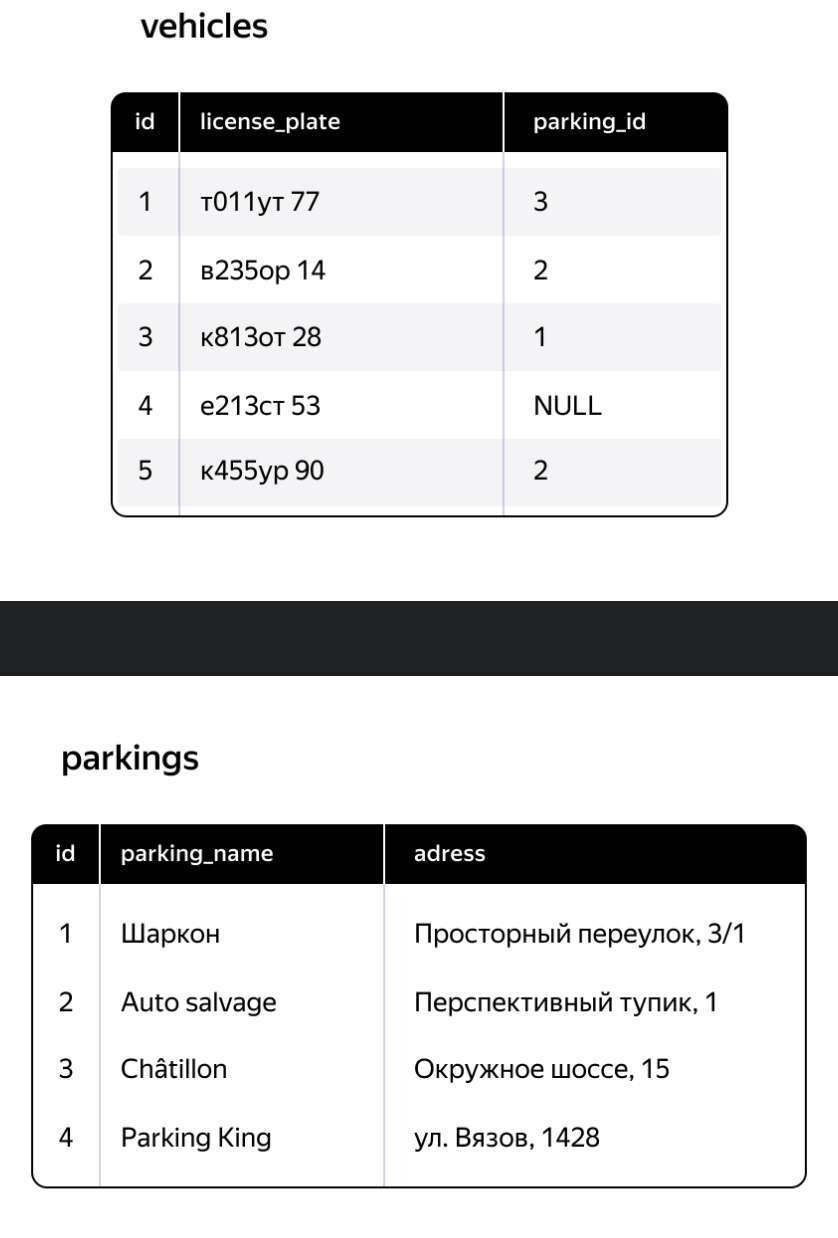 vehicles
id license_plate parking_id
1 т011ут 77 3
2 в235ор 14 2
3 к813от 28 1
4 е213ст 53 NULL
5 к455ур 90 2
parkings
id parking_name adress
1 Шаркон Просторный переулок, 3/1
2 Auto salvage Перспективный тупик, 1
3 Châtillon Окружное шоссе, 15
4 Parking King ул. Вязов, 1428